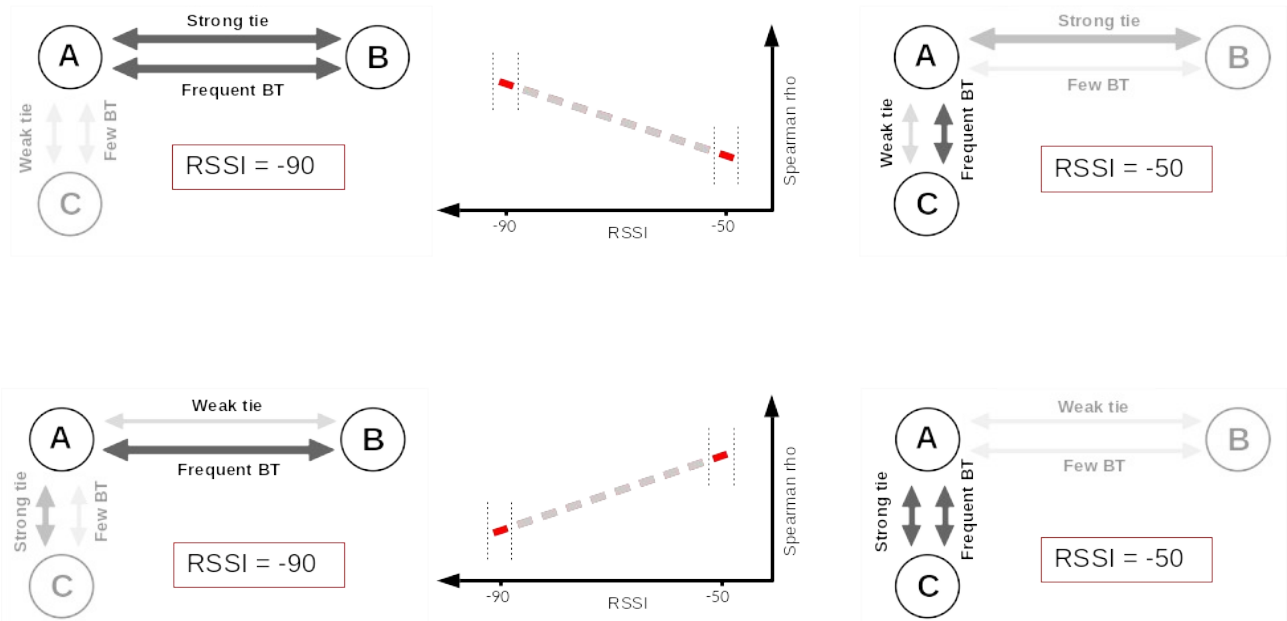 Strong tie
A
B
Frequent BT
Weak tie
Few BT
C
RSSI = -90
Spearman rho
-90
RSSI
-50
Strong tie
A
B
Few BT
Weak tie
Frequent BT
C
RSSI = -50
Weak tie
A
B
Frequent BT
Strong tie
Few BT
C
RSSI = -90
Spearman rho
-90
RSSI
-50
Weak tie
A
B
Few BT
Strong tie
Frequent BT
C
RSSI = -50